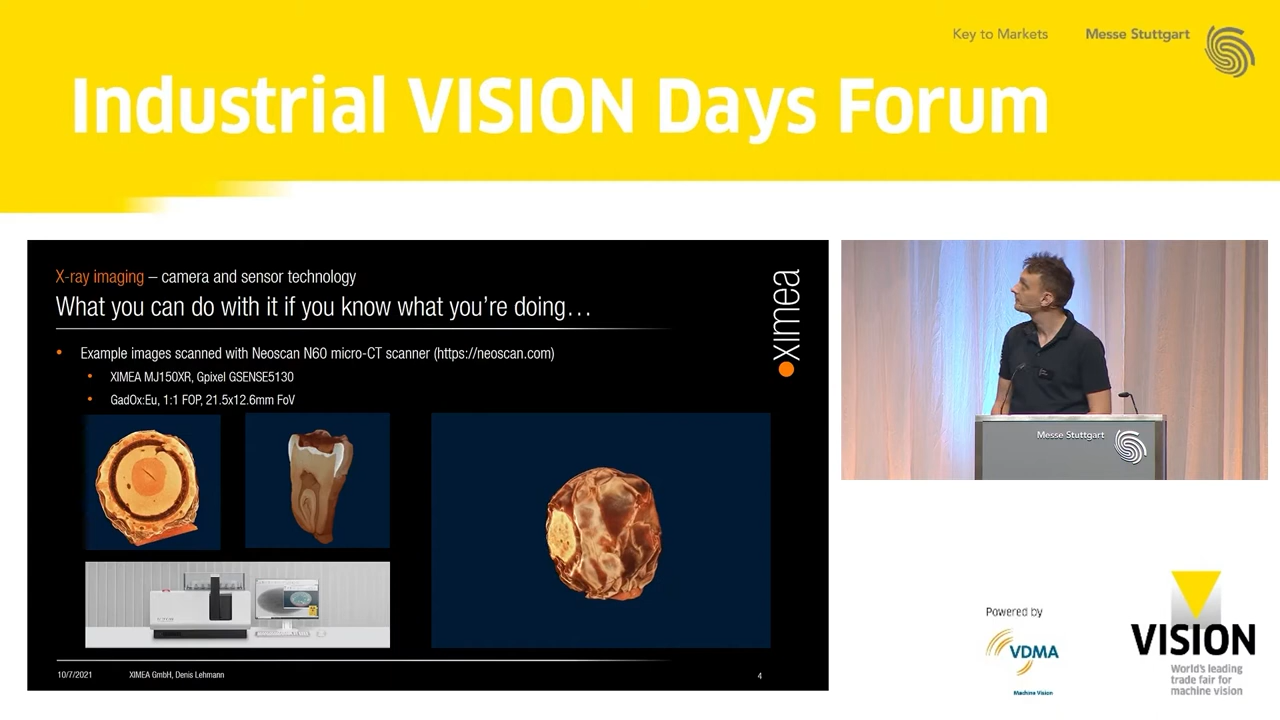 Key to Markets
Messe Stuttgart
Industrial VISION Days Forum
X-ray imaging – camera and sensor technology
What you can do with it if you know what you're doing…
• Example images scanned with Neoscan N60 micro-CT scanner (https://neoscan.com)
• XIMEA MJ150XR, Gpixel GSENSE5130
• GadOx:Eu, 1:1 FOP, 21.5x12.6mm FoV
ximea
10/7/2021
XIMEA GmbH, Denis Lehmann
4
Messe Stuttgart
Powered by
VDMA
Machine Vision
VISION
World's leading
trade fair for
machine vision